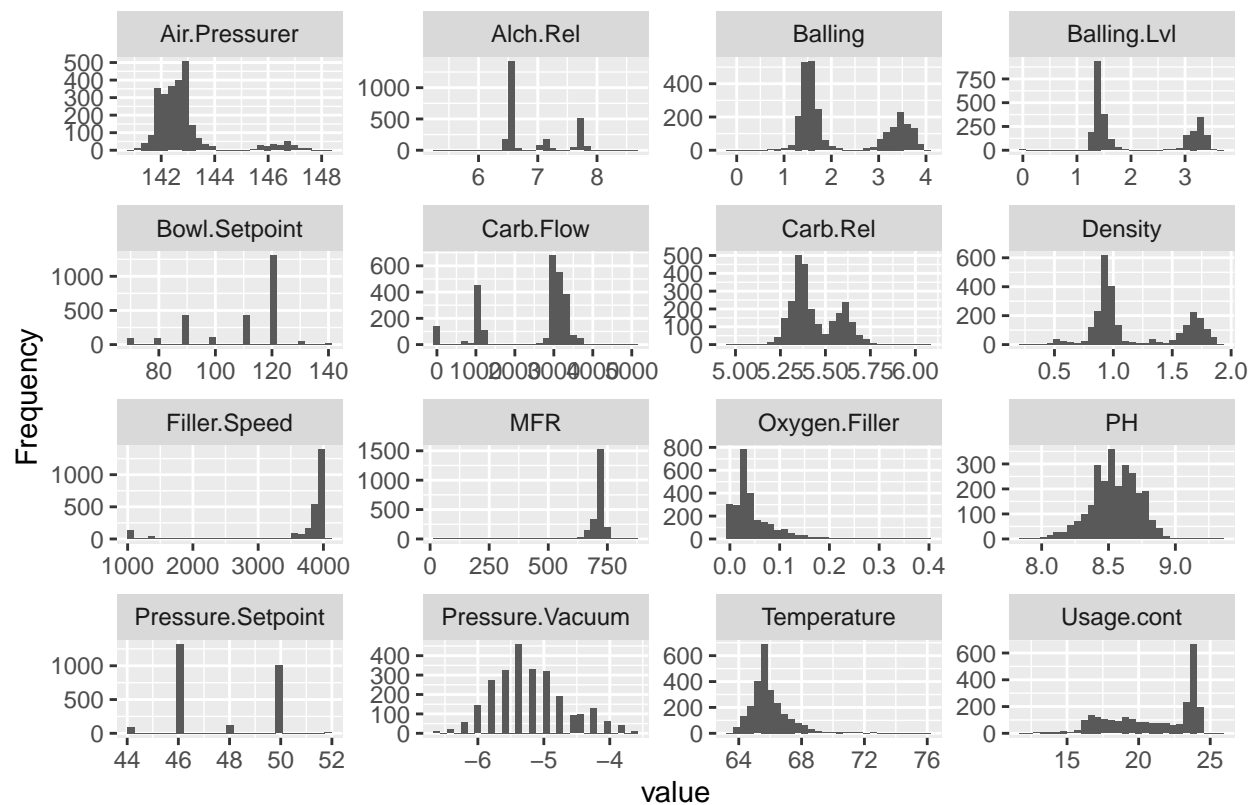 Air.Pressurer Alch.Rel Balling Balling.Lvl
500
400
300
200
100
0
142 144 146 148
1000
500
0
6 7 8
400
200
0
0 1 2 3 4
750
500
250
0
0 1 2 3
Bowl.Setpoint Carb.Flow Carb.Rel Density
1000
500
0
80 100 120 140
600
400
200
0
0 1000 2000 3000 4000 5000
500
400
300
200
100
0
5.00 5.25 5.50 5.75 6.00
600
400
200
0
0.5 1.0 1.5 2.0
Frequency
Filler.Speed MFR Oxygen.Filler PH
1000
500
0
1000 2000 3000 4000
1500
1000
500
0
0 250 500 750
800
600
400
200
0
0.0 0.1 0.2 0.3 0.4
300
200
100
0
8.0 8.5 9.0
Pressure.Setpoint Pressure.Vacuum Temperature Usage.cont
1000
500
0
44 46 48 50 52
400
300
200
100
0
−6 −5 −4
600
400
200
0
64 68 72 76
600
400
200
0
15 20 25
value